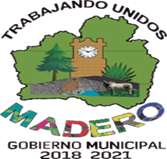 TRABAJANDO UNIDOS
MADERO
GOBIERNO MUNICIPAL
2018 2021